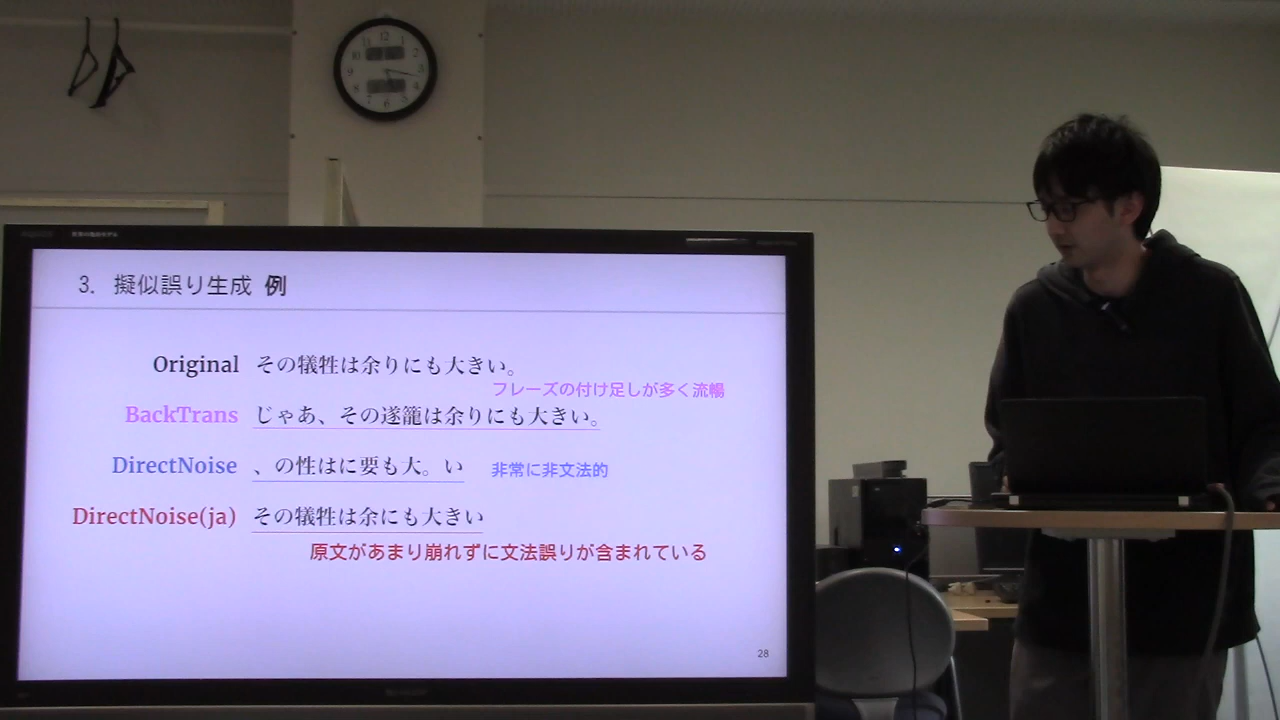 3. 擬似誤り生成 例
Original その犠牲は余りにも大きい。
フレーズの付け足しが多く流暢
BackTrans じゃあ、その遂籠は余りにも大きい。
DirectNoise 、の性はに要も大。い 非常に非文法的
DirectNoise(ja) その犠牲は余にも大きい
原文があまり崩れずに文法誤りが含まれている
28